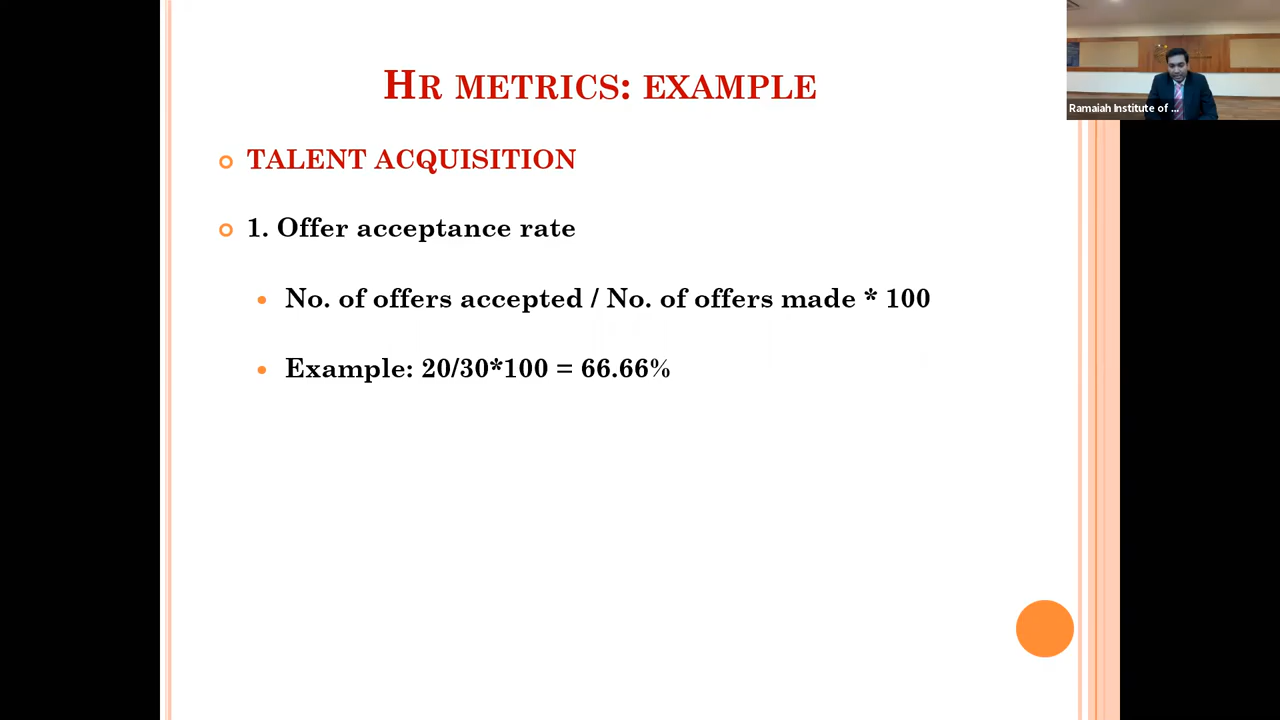 HR METRICS: EXAMPLE
Ramaiah Institute of ...
TALENT ACQUISITION
1. Offer acceptance rate
No. of offers accepted / No. of offers made * 100
Example: 20/30*100 = 66.66%